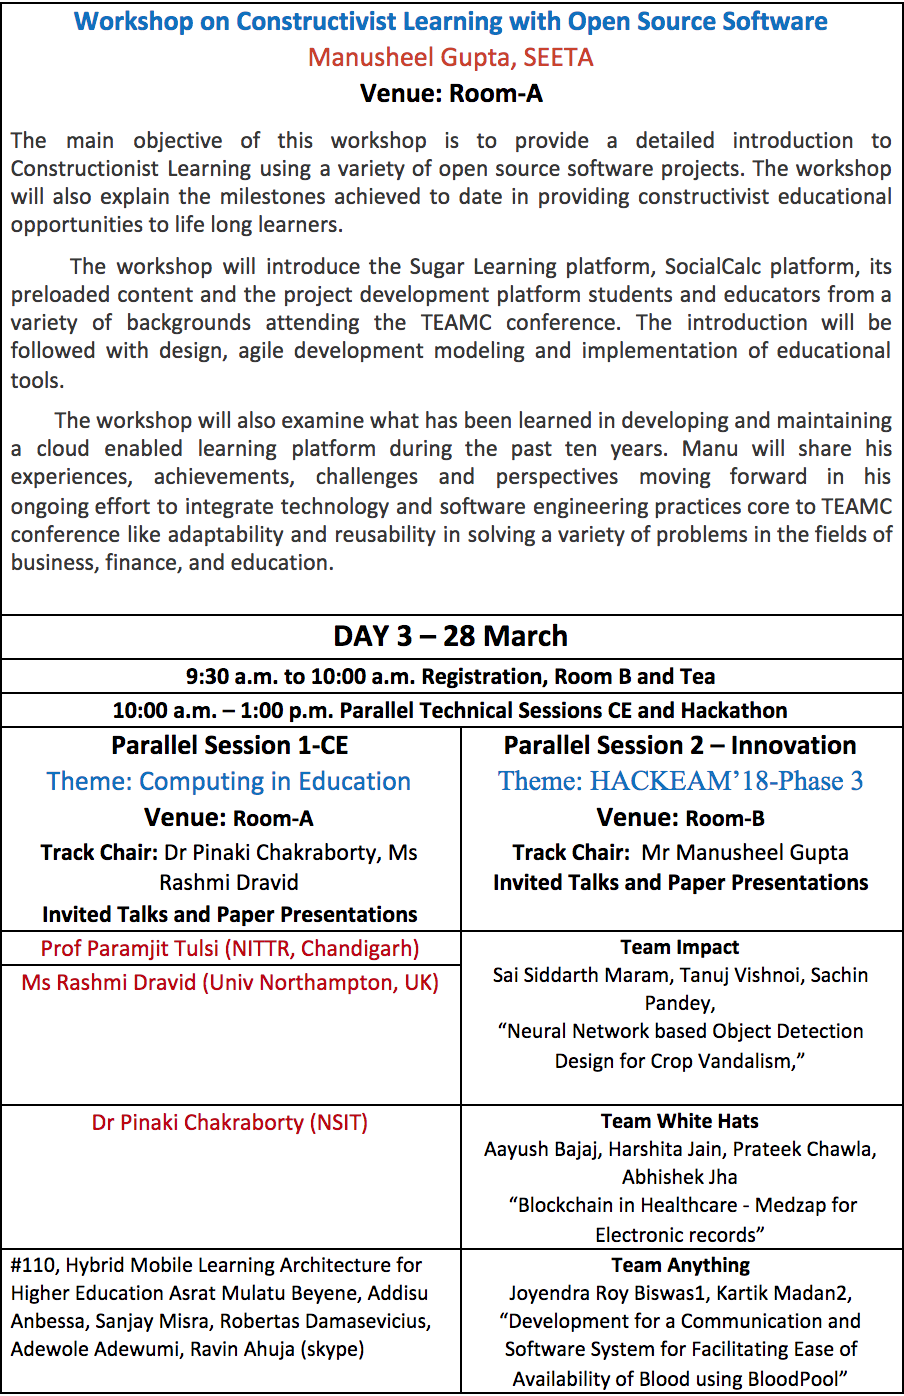 Workshop on Constructivist Learning with Open Source Software
Manusheel Gupta, SEETA
Venue: Room-A
The main objective of this workshop is to provide a detailed introduction to
Constructionist Learning using a variety of open source software projects. The workshop
will also explain the milestones achieved to date in providing constructivist educational
opportunities to life long learners.
The workshop will introduce the Sugar Learning platform, SocialCalc platform, its
preloaded content and the project development platform students and educators from a
variety of backgrounds attending the TEAMC conference. The introduction will be
followed with design, agile development modeling and implementation of educational
tools.
The workshop will also examine what has been learned in developing and maintaining
a cloud enabled learning platform during the past ten years. Manu will share his
experiences, achievements, challenges and perspectives moving forward in his
ongoing effort to integrate technology and software engineering practices core to TEAMC
conference like adaptability and reusability in solving a variety of problems in the fields of
business, finance, and education.
DAY 3 – 28 March
9:30 a.m. to 10:00 a.m. Registration, Room B and Tea
10:00 a.m. – 1:00 p.m. Parallel Technical Sessions CE and Hackathon
Parallel Session 1-CE
Theme: Computing in Education
Venue: Room-A
Track Chair: Dr Pinaki Chakraborty, Ms
Rashmi Dravid
Invited Talks and Paper Presentations
Parallel Session 2 – Innovation
Theme: HACKEAM’18-Phase 3
Venue: Room-B
Track Chair: Mr Manusheel Gupta
Invited Talks and Paper Presentations
Prof Paramjit Tulsi (NITTR, Chandigarh)
Ms Rashmi Dravid (Univ Northampton, UK)
Team Impact
Sai Siddarth Maram, Tanuj Vishnoi, Sachin
Pandey,
“Neural Network based Object Detection
Design for Crop Vandalism,”
Dr Pinaki Chakraborty (NSIT)
Team White Hats
Aayush Bajaj, Harshita Jain, Prateek Chawla,
Abhishek Jha
“Blockchain in Healthcare - Medzap for
Electronic records”
#110, Hybrid Mobile Learning Architecture for
Higher Education Asrat Mulatu Beyene, Addisu
Anbessa, Sanjay Misra, Robertas Damasevicius,
Adewole Adewumi, Ravin Ahuja (skype)
Team Anything
Joyendra Roy Biswas1, Kartik Madan2,
“Development for a Communication and
Software System for Facilitating Ease of
Availability of Blood using BloodPool”